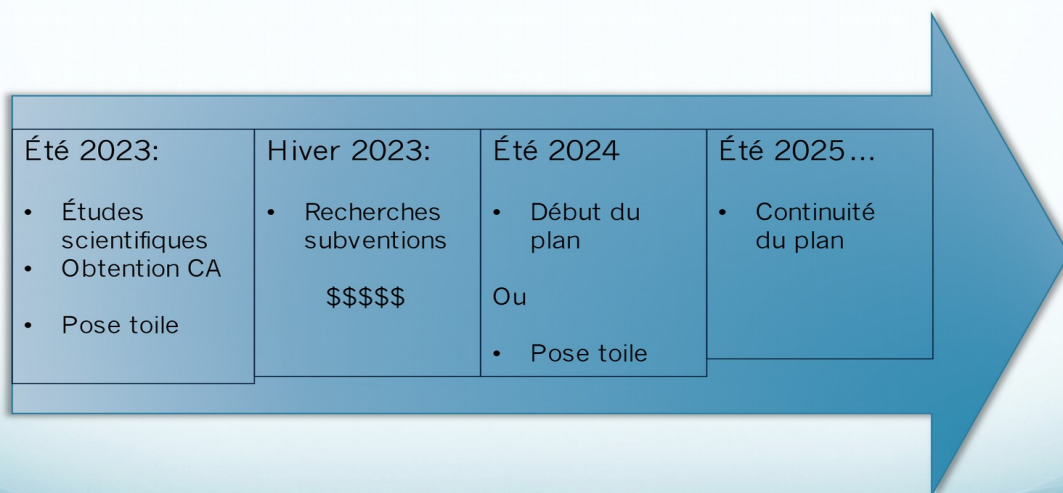 Été 2023:
• Études
scientifiques
• Obtention CA
• Pose toile
Hiver 2023:
• Recherches
subventions
$$$$$
Été 2024
• Début du
plan
Ou
• Pose toile
Été 2025...
• Continuité
du plan